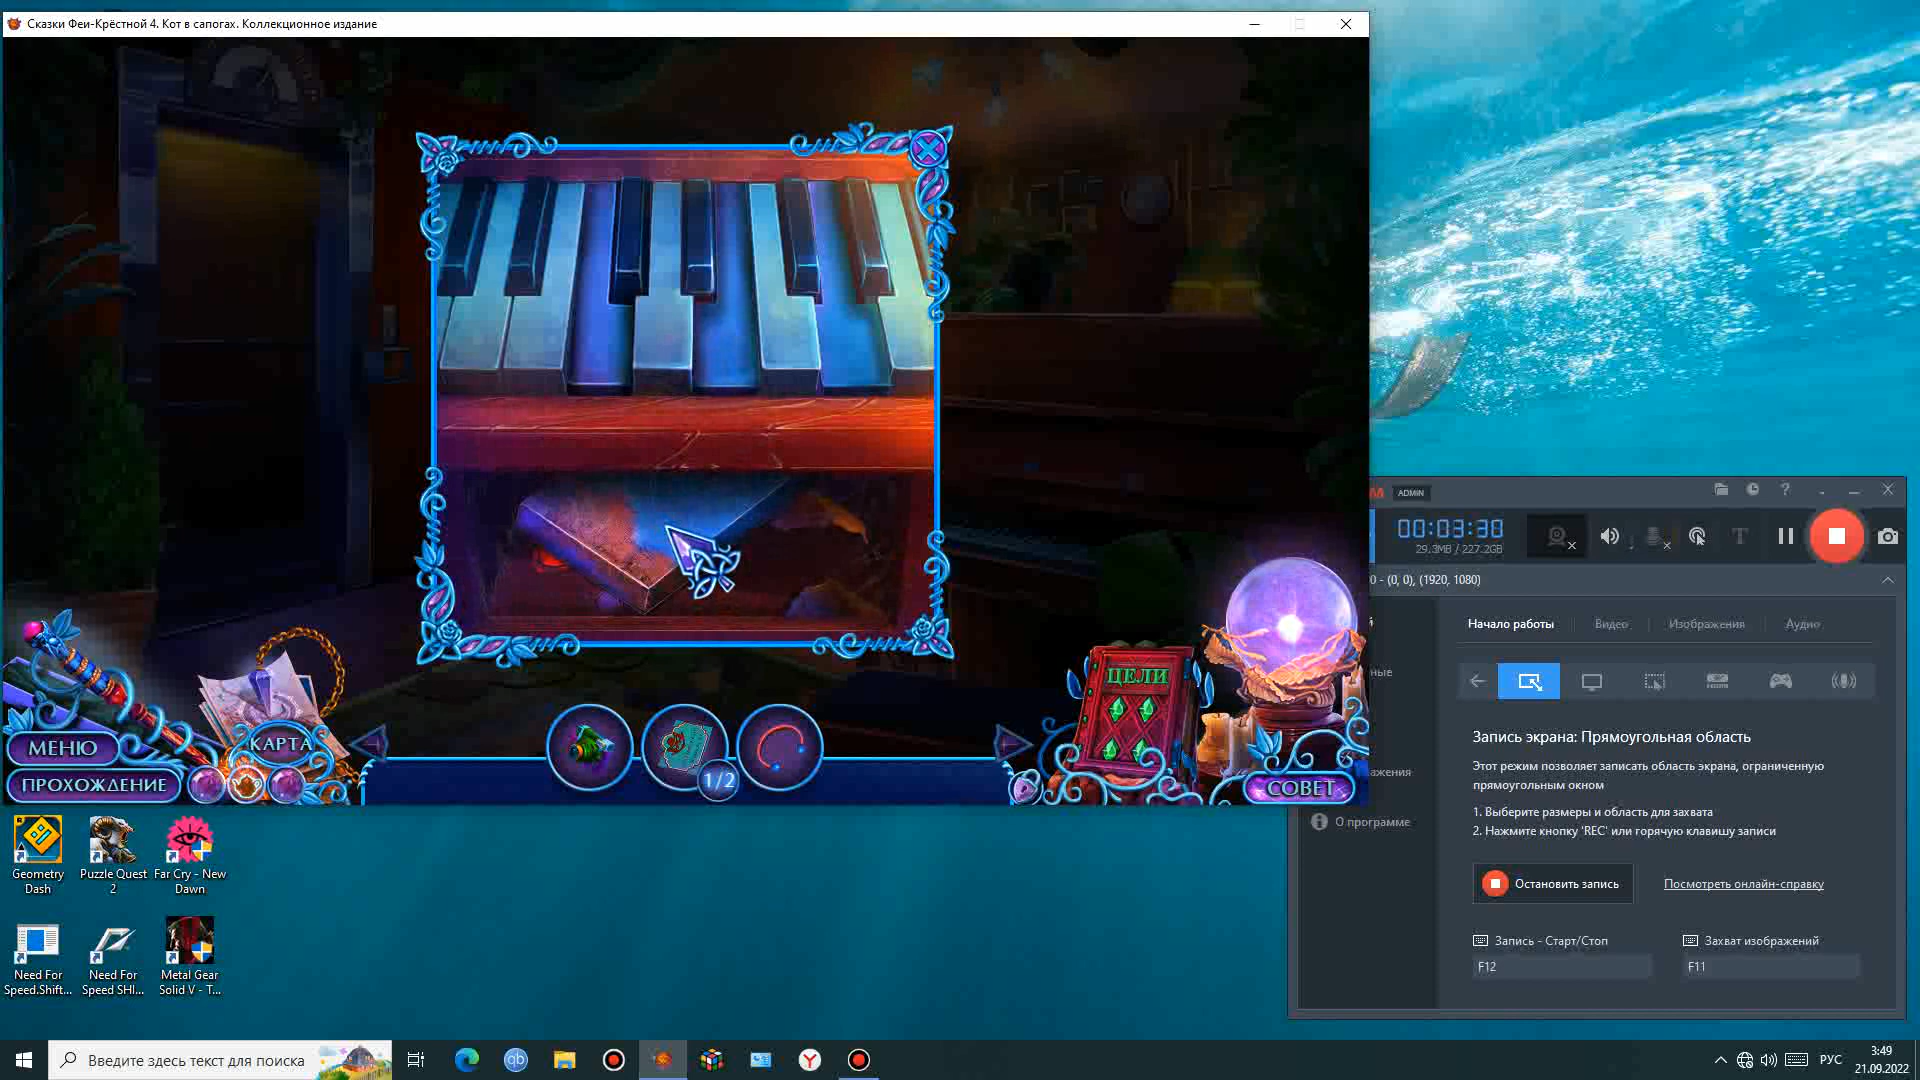 Сказки Феи-Крёстной 4. Кот в сапогах. Коллекционное издание
ADMIN
00:03:30
29.3MB / 227.2GB
0 - (0, 0), (1920, 1080)
Начало работы
Видео
Изображения
Аудио
Запись экрана: Прямоугольная область
Этот режим позволяет записать область экрана, ограниченную
прямоугольным окном
1. Выберите размеры и область для захвата
2. Нажмите кнопку 'REC' или горячую клавишу записи
О программе
Остановить запись
Посмотреть онлайн-справку
Запись - Старт/Стоп
Захват изображений
F12
F11
ЦЕЛИ
КАРТА
МЕНЮ
ПРОХОЖДЕНИЕ
1/2
СОВЕТ
Geometry
Dash
Puzzle Quest
2
Far Cry - New
Dawn
Need For
Speed.Shift...
Need For
Speed SHI...
Metal Gear
Solid V - T...
Введите здесь текст для поиска
qb
РУС
3:49
21.09.2022